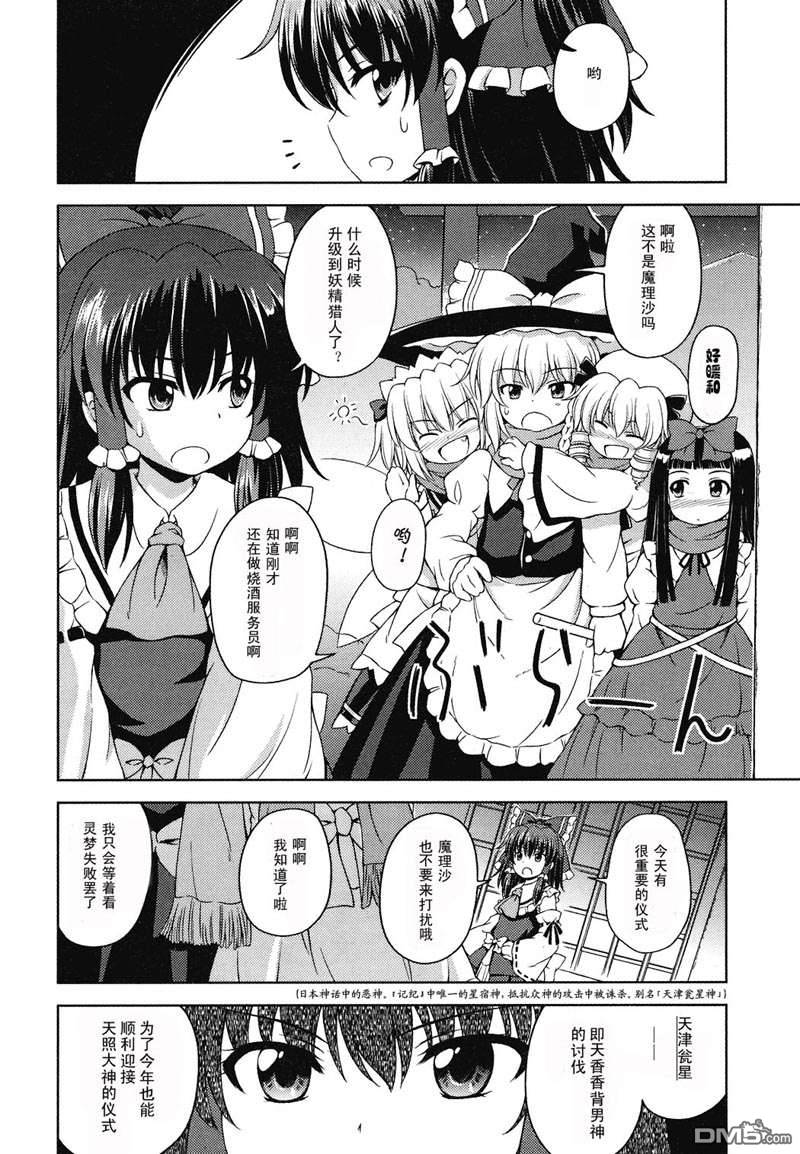 哟
啊啦
这不是魔理沙吗
什么时候
升级到妖精猎人了？
好暖和
哟！
啊啊
知道刚才
还在做烧酒服务员啊
ぶらーん
今天有
很重要的仪式
魔理沙
也不要来打扰哦
啊啊
我知道了啦
我只会等着看
灵梦失败罢了
(日本神话中的恶神。「记纪」中唯一的星宿神，抵抗众神的攻击中被诛杀。别名「天津瓮星神」)
天津瓮星
——
即天香香背男神
的讨伐
为了今年也能
顺利迎接
天照大神的仪式
DM5.com